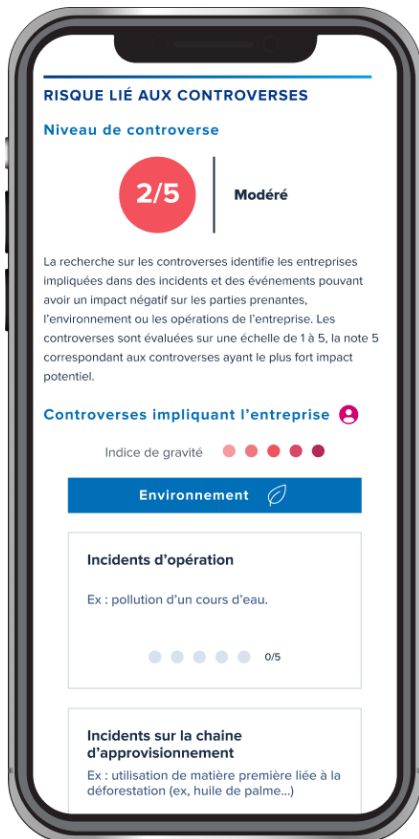 RISQUE LIÉ AUX CONTROVERSES
Niveau de controverse
2/5
Modéré
La recherche sur les controverses identifie les entreprises
impliquées dans des incidents et des événements pouvant
avoir un impact négatif sur les parties prenantes,
l'environnement ou les opérations de l'entreprise. Les
controverses sont évaluées sur une échelle de 1 à 5, la note 5
correspondant aux controverses ayant le plus fort impact
potentiel.
Controverses impliquant l'entreprise
Indice de gravité
Environnement
Incidents d'opération
Ex : pollution d'un cours d'eau.
0/5
Incidents sur la chaine
d'approvisionnement
Ex : utilisation de matière première liée à la
déforestation (ex, huile de palme...)